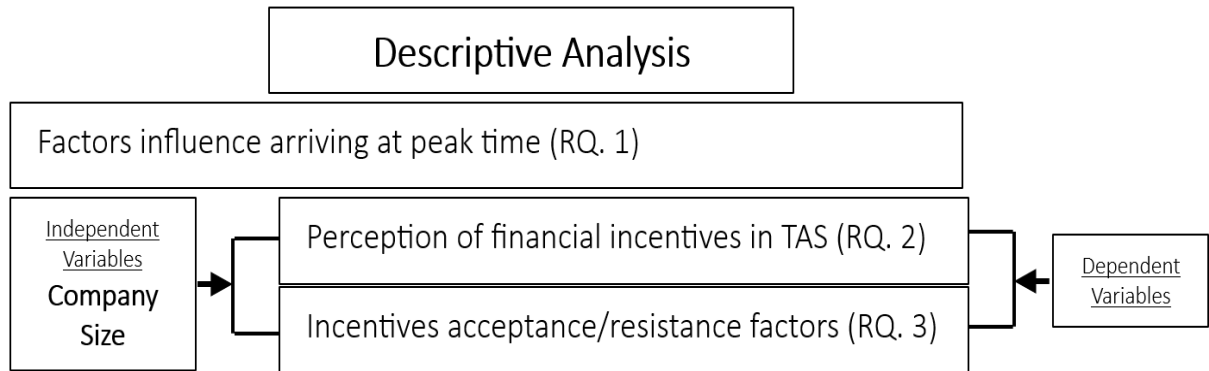 Descriptive Analysis
Factors influence arriving at peak time (RQ. 1)
Independent
Variables
Company
Size
Perception of financial incentives in TAS (RQ. 2)
Incentives acceptance/resistance factors (RQ. 3)
Dependent
Variables